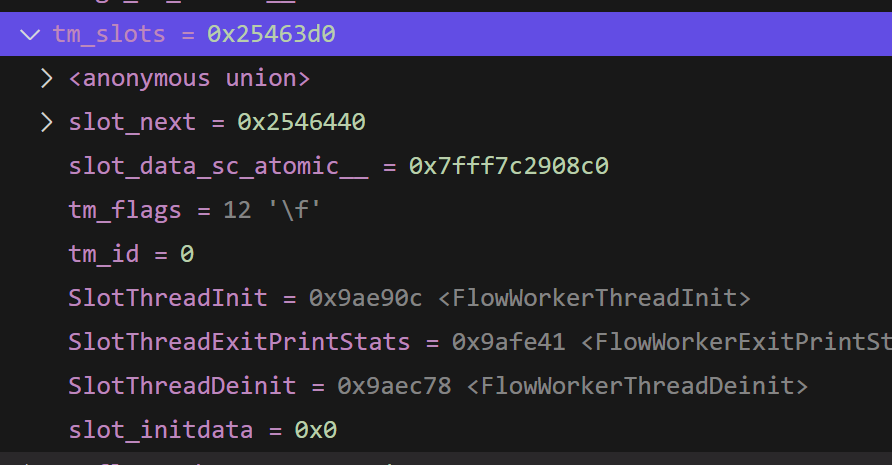 tm_slots = 0x25463d0
<anonymous union>
slot_next = 0x2546440
slot_data_sc_atomic__ = 0x7fff7c2908c0
tm_flags = 12 '\f'
tm_id = 0
SlotThreadInit = 0x9ae90c <FlowWorkerThreadInit>
SlotThreadExitPrintStats = 0x9afe41 <FlowWorkerExitPrintSt
SlotThreadDeinit = 0x9aec78 <FlowWorkerThreadDeinit>
slot_initdata = 0x0